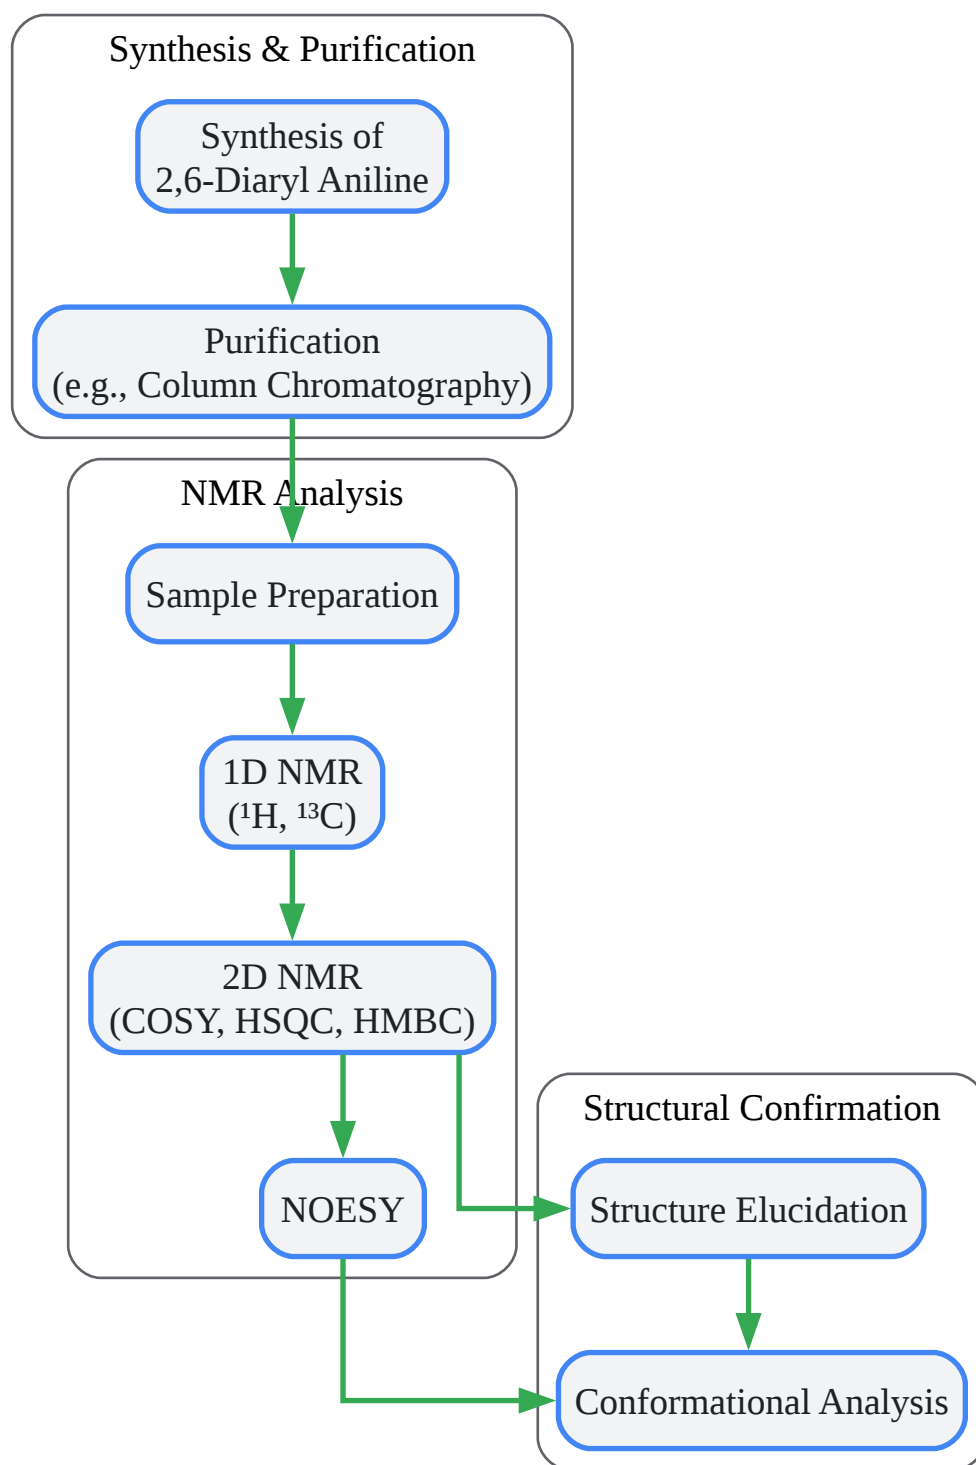 Synthesis & Purification
Synthesis of
2,6-Diaryl Aniline
Purification
(e.g., Column Chromatography)
NMR Analysis
Sample Preparation
1D NMR
(¹H, ¹³C)
2D NMR
(COSY, HSQC, HMBC)
NOESY
Structural Confirmation
Structure Elucidation
Conformational Analysis